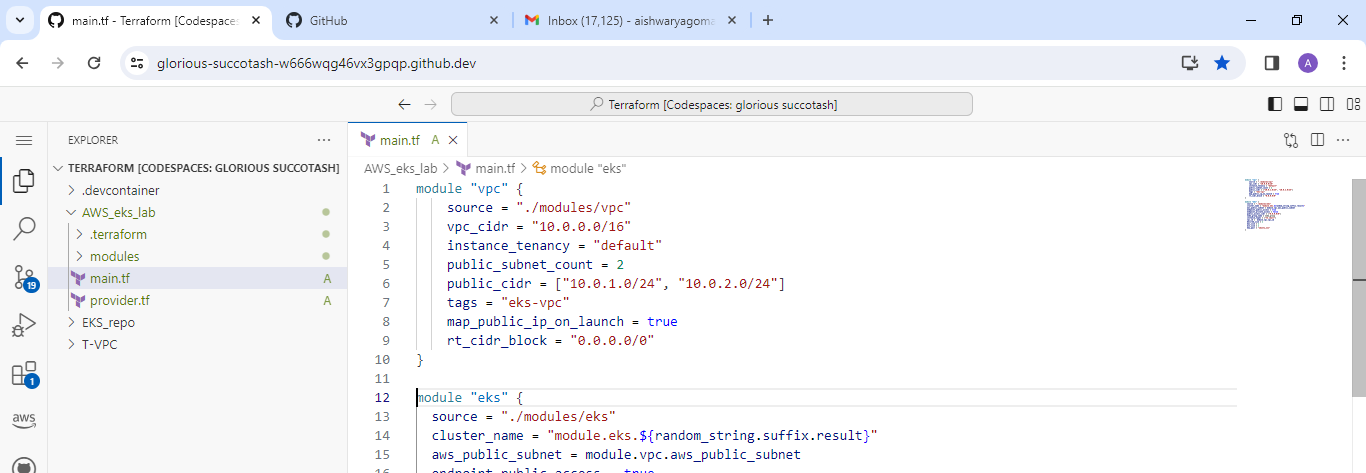 main.tf - Terraform [Codespaces
GitHub
Inbox (17,125) - aishwaryagoma
glorious-succotash-w666wqg46vx3gpqp.github.dev
A
Terraform [Codespaces: glorious succotash]
EXPLORER
TERRAFORM [CODESPACES: GLORIOUS SUCCOTASH]
.devcontainer
AWS_eks_lab
.terraform
modules
main.tf A
provider.tf A
EKS_repo
T-VPC
19
1
aws
main.tf A
AWS_eks_lab > main.tf > module "eks"
1 module "vpc" {
2 source = "./modules/vpc"
3 vpc_cidr = "10.0.0.0/16"
4 instance_tenancy = "default"
5 public_subnet_count = 2
6 public_cidr = ["10.0.1.0/24", "10.0.2.0/24"]
7 tags = "eks-vpc"
8 map_public_ip_on_launch = true
9 rt_cidr_block = "0.0.0.0/0"
10 }
11
12 module "eks" {
13 source = "./modules/eks"
14 cluster_name = "module.eks.${random_string.suffix.result}"
15 aws_public_subnet = module.vpc.aws_public_subnet
16 endpoint_public_access = true